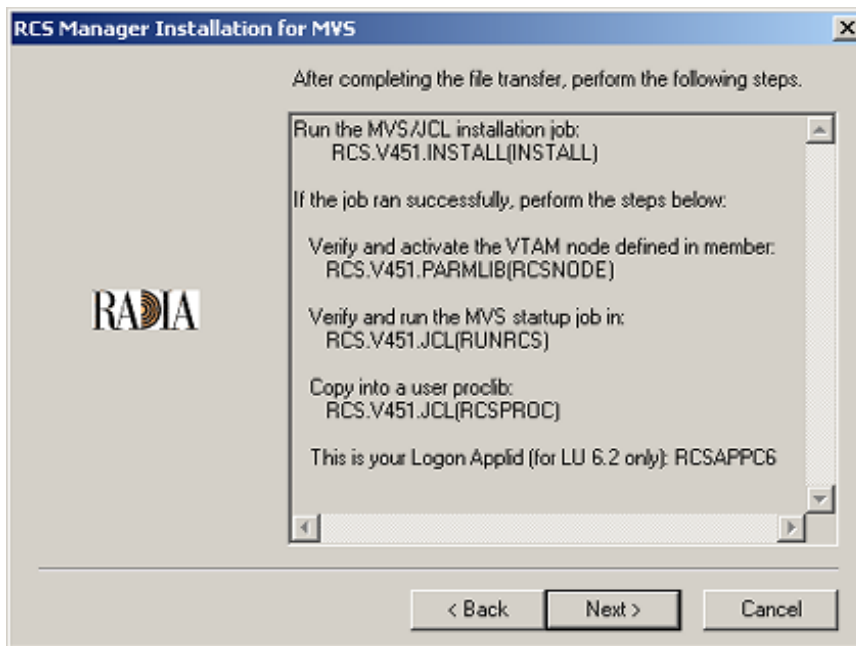 RCS Manager Installation for MVS
After completing the file transfer, perform the following steps.
Run the MVS/JCL installation job:
RCS.V451.INSTALL(INSTALL)
If the job ran successfully, perform the steps below:
Verify and activate the VTAM node defined in member:
RCS.V451.PARMLIB(RCSNODE)
RADIA
Verify and run the MVS startup job in:
RCS.V451.JCL(RUNRCS)
Copy into a user proclib:
RCS.V451.JCL(RCSPROC)
This is your Logon Applid (for LU 6.2 only): RCSAPPC6
< Back
Next >
Cancel